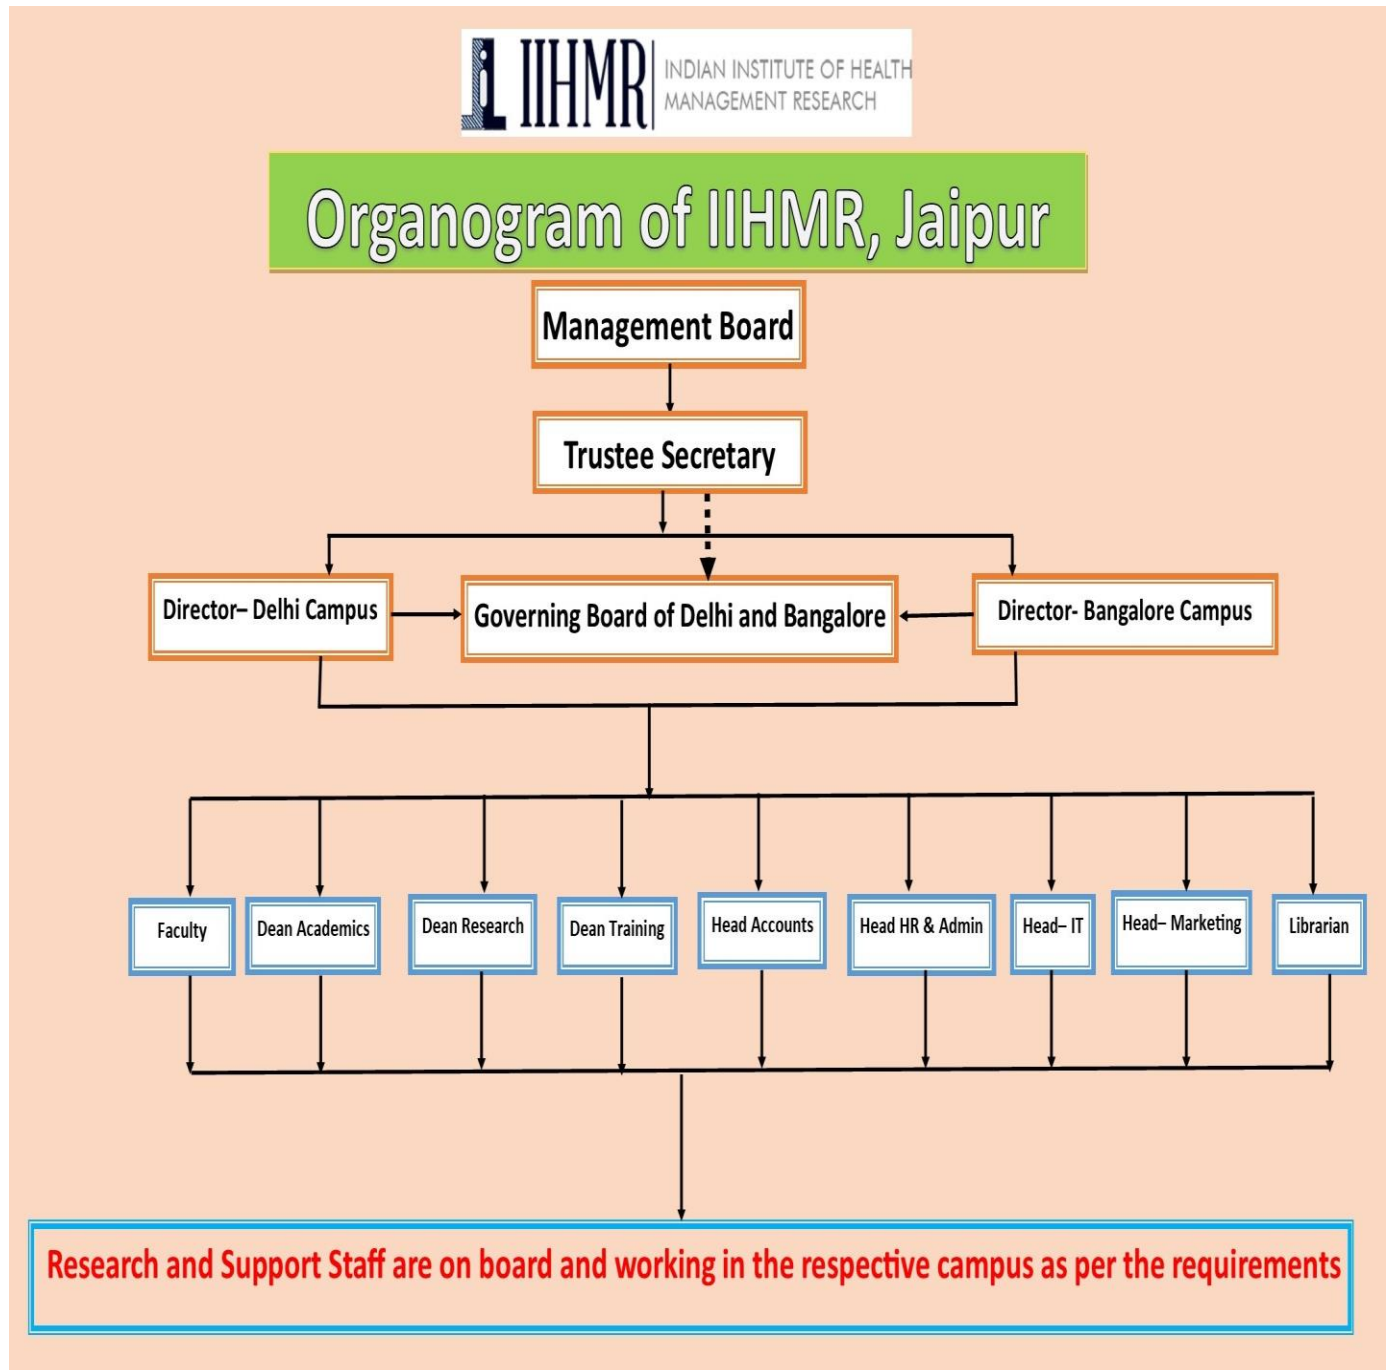 IIHMR
INDIAN INSTITUTE OF HEALTH
MANAGEMENT RESEARCH
Organogram of IIHMR, Jaipur
Management Board
Trustee Secretary
Director– Delhi Campus
Governing Board of Delhi and Bangalore
Director- Bangalore Campus
Faculty
Dean Academics
Dean Research
Dean Training
Head Accounts
Head HR & Admin
Head– IT
Head– Marketing
Librarian
Research and Support Staff are on board and working in the respective campus as per the requirements